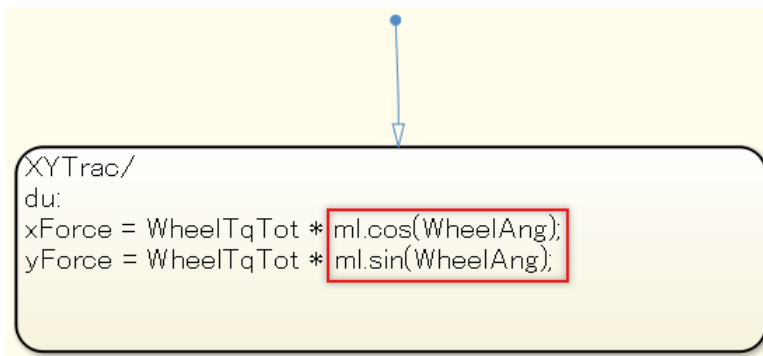 XYTrac/
du:
xForce = WheelTqTot * ml.cos(WheelAng);
yForce = WheelTqTot * ml.sin(WheelAng);